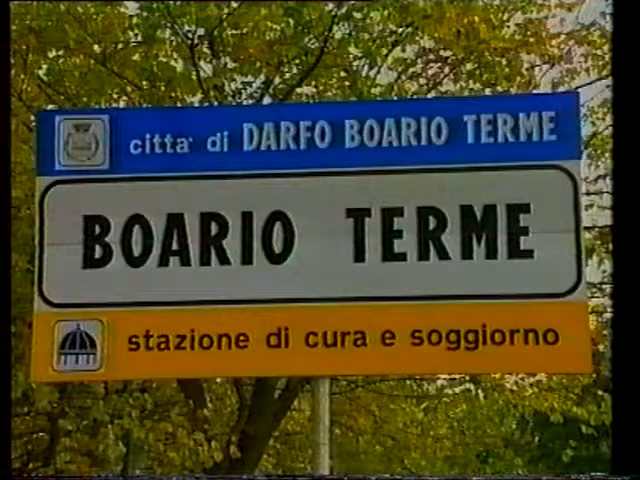 citta' di DARFO BOARIO TERME
BOARIO TERME
stazione di cura e soggiorno